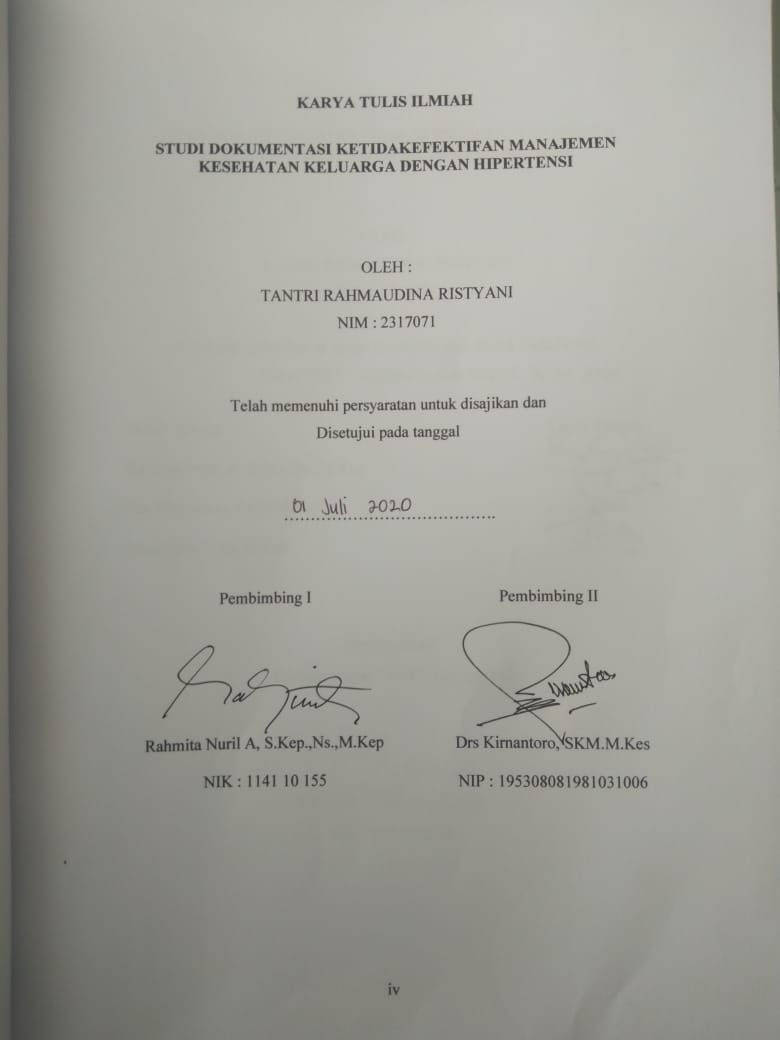 KARYA TULIS ILMIAH
STUDI DOKUMENTASI KETIDAKEFEKTIFAN MANAJEMEN
KESEHATAN KELUARGA DENGAN HIPERTENSI
OLEH :
TANTRI RAHMAUDINA RISTYANI
NIM : 2317071
Telah memenuhi persyaratan untuk disajikan dan
Disetujui pada tanggal
01 Juli 2020
Pembimbing I
Pembimbing II
Rahmita Nuril A, S.Kep.,Ns.,M.Kep
Drs Kirnantoro, SKM.M.Kes
NIK : 1141 10 155
NIP : 195308081981031006
iv